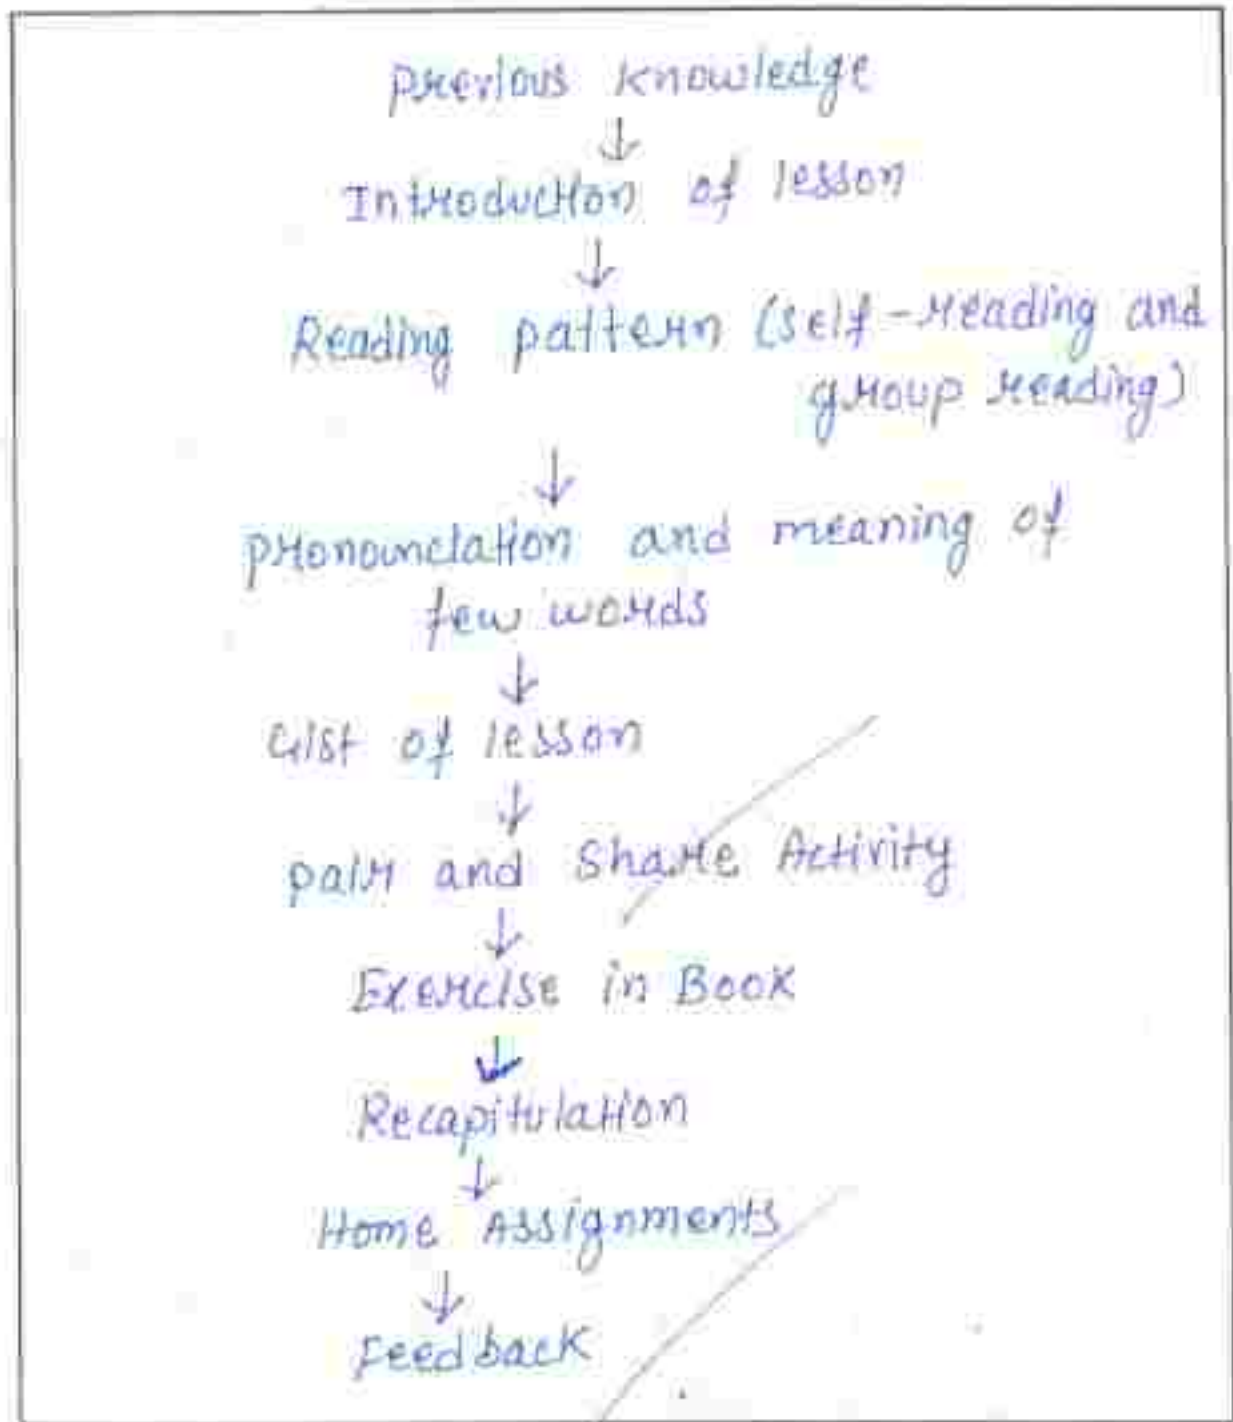 Previous knowledge
↓
Introduction of lesson
↓
Reading pattern (self-reading and
group reading)
↓
pronounciation and meaning of
few words
↓
Gist of lesson
↓
pair and Share Activity
↓
Exercise in Book
↓
Recapitulation
↓
Home Assignments
↓
Feedback